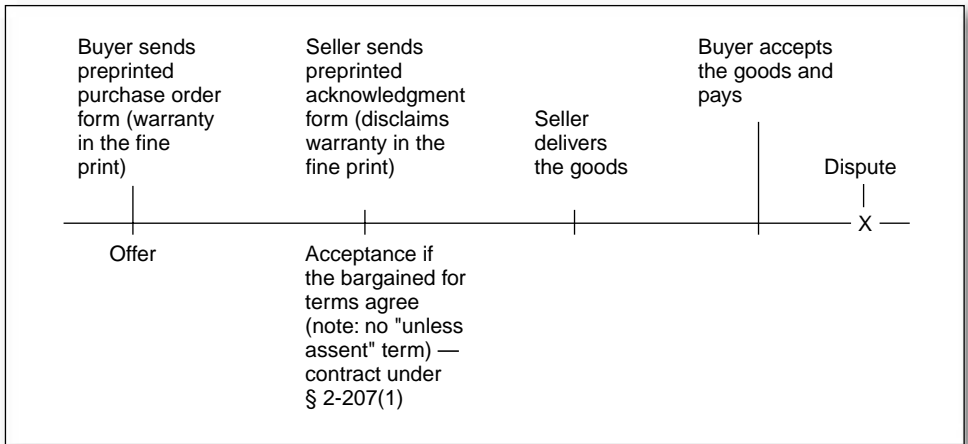 Buyer sends
preprinted
purchase order
form (warranty
in the fine
print)
Seller sends
preprinted
acknowledgment
form (disclaims
warranty in the
fine print)
Seller
delivers
the goods
Buyer accepts
the goods and
pays
Dispute
X
Offer
Acceptance if
the bargained for
terms agree
(note: no "unless
assent" term) —
contract under
§ 2-207(1)